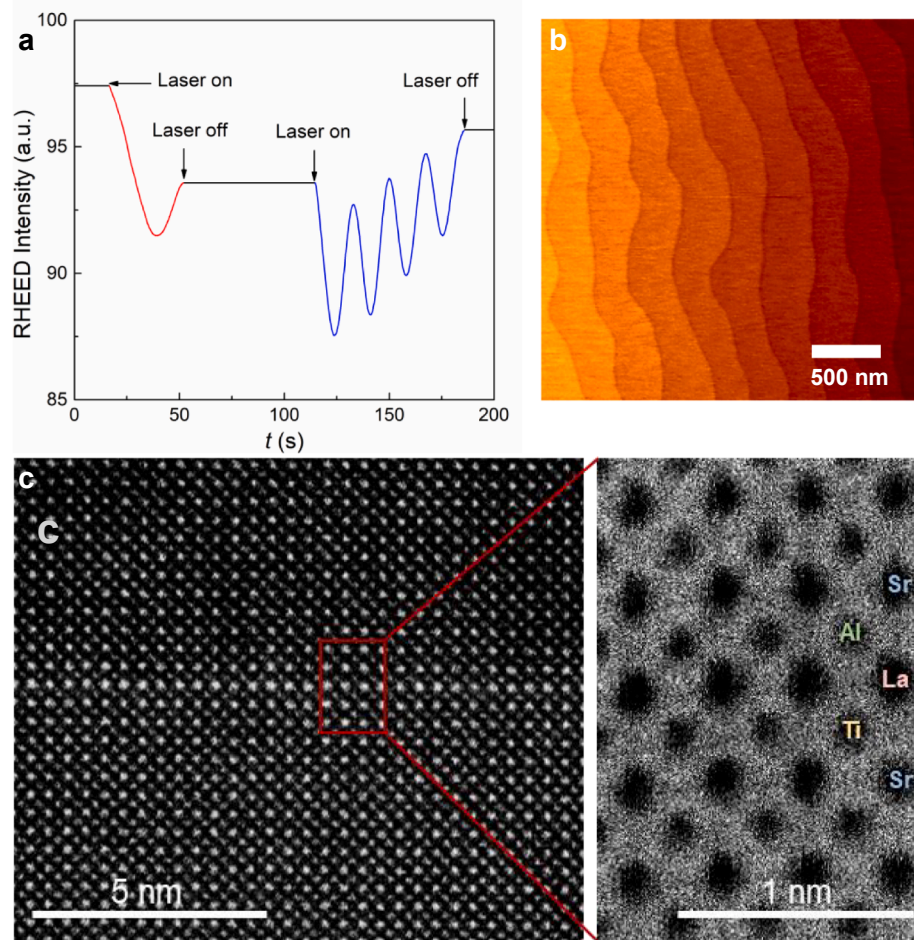 a
100
95
90
85
RHEED Intensity (a.u.)
Laser on
Laser off
Laser on
Laser off
0
50
100
150
200
t (s)
b
500 nm
c
c
5 nm
Sr
Al
La
Ti
Sr
1 nm